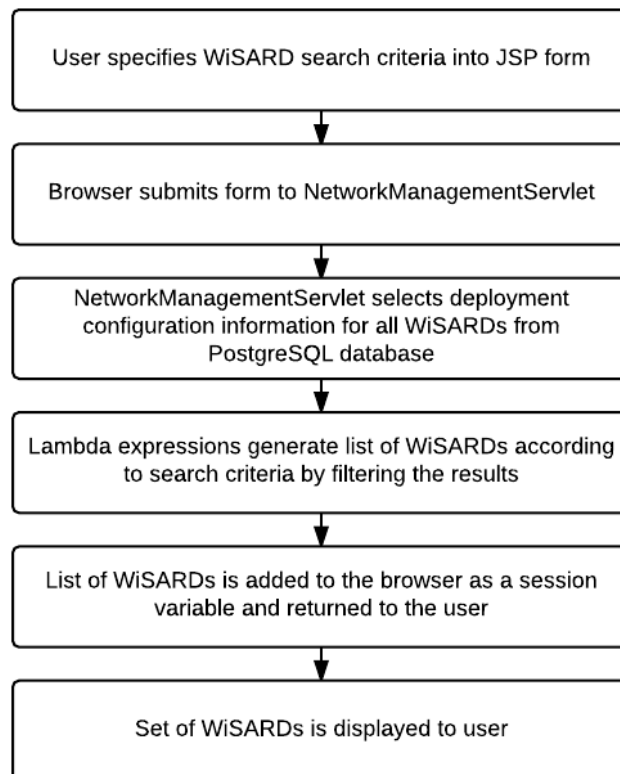 User specifies WiSARD search criteria into JSP form
Browser submits form to NetworkManagementServlet
NetworkManagementServlet selects deployment
configuration information for all WiSARDs from
PostgreSQL database
Lambda expressions generate list of WiSARDs according
to search criteria by filtering the results
List of WiSARDs is added to the browser as a session
variable and returned to the user
Set of WiSARDs is displayed to user